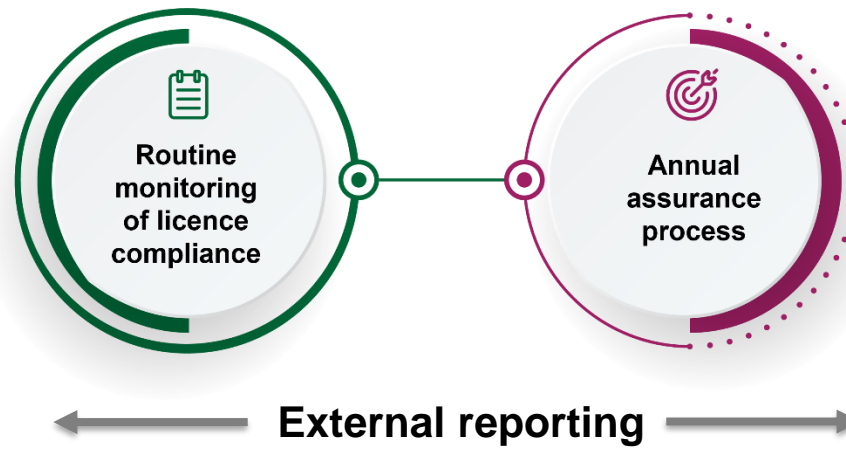 Routine
monitoring
of licence
compliance
Annual
assurance
process
External reporting